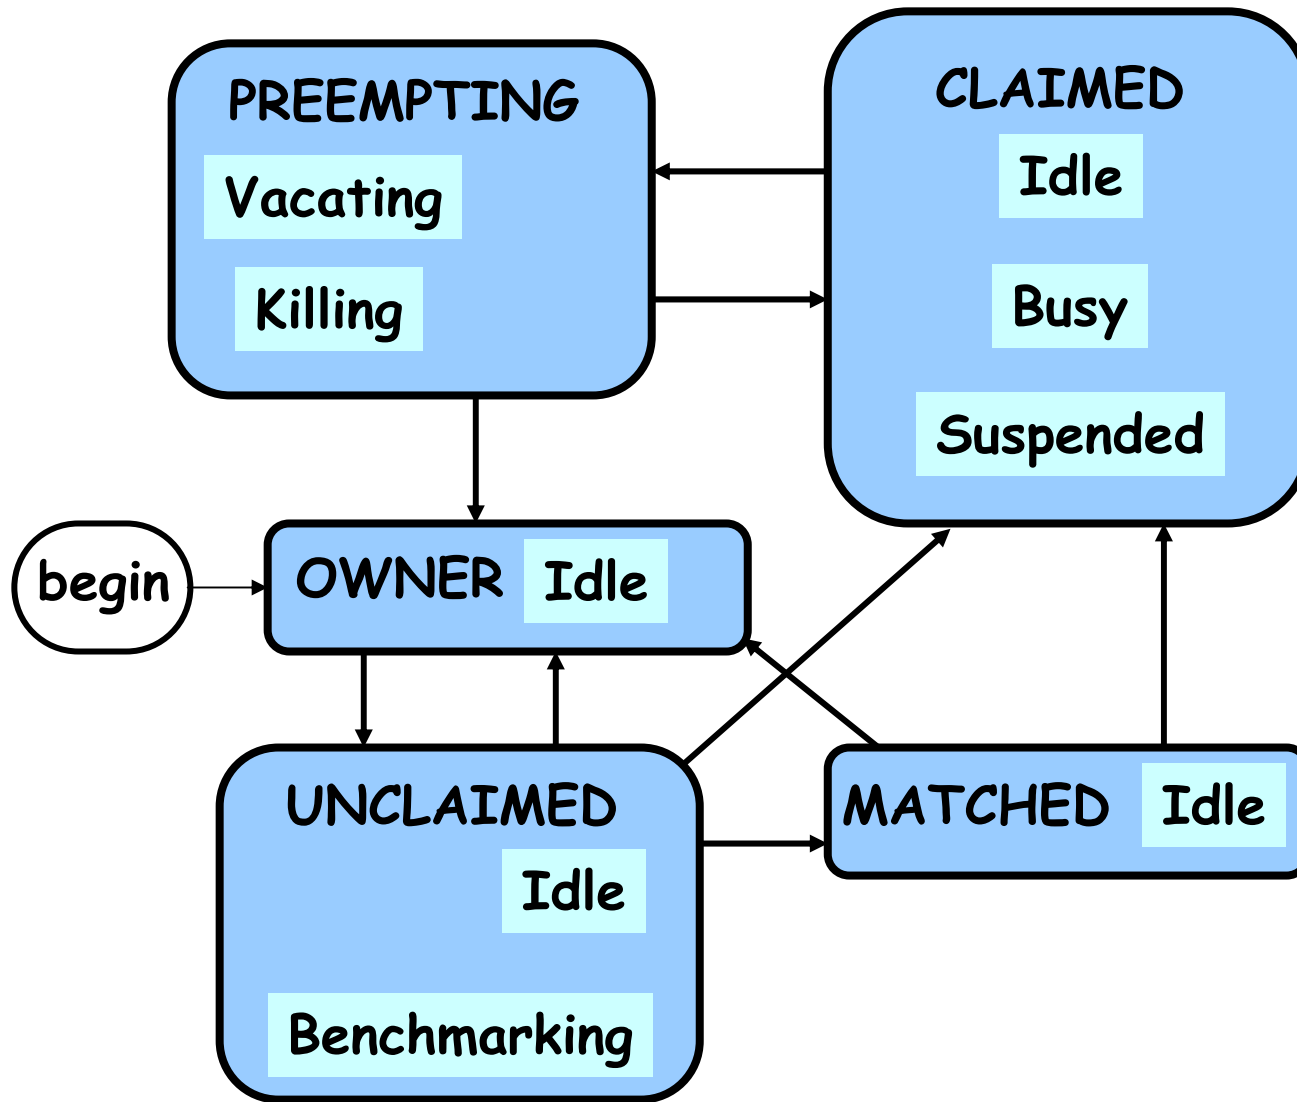 PREEMPTING
Vacating
Killing
CLAIMED
Idle
Busy
Suspended
begin
OWNER Idle
UNCLAIMED
Idle
Benchmarking
MATCHED Idle